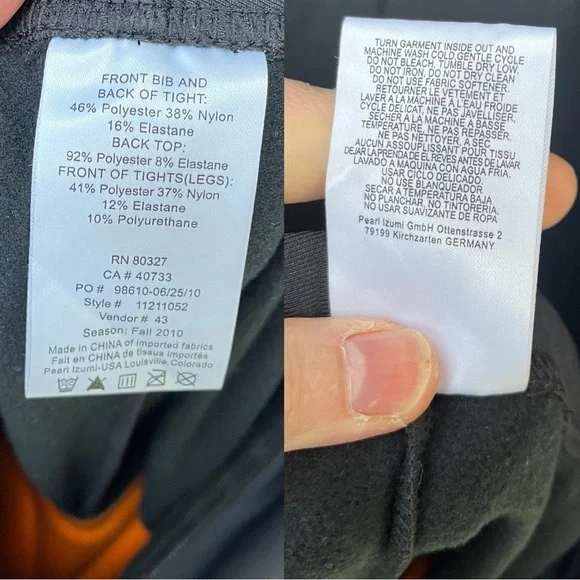 FRONT BIB AND
BACK OF TIGHT:
46% Polyester 38% Nylon
16% Elastane
BACK TOP:
92% Polyester 8% Elastane
FRONT OF TIGHTS(LEGS):
41% Polyester 37% Nylon
12% Elastane
10% Polyurethane
RN 80327
CA # 40733
PO # 98610-06/25/10
Style # 11211052
Vendor # 43
Season: Fall 2010
Made in CHINA of imported fabrics
Fait en CHINA de tissus importés
Pearl Izumi-USA Louisville, Colorado
TURN GARMENT INSIDE OUT AND
MACHINE WASH COLD GENTLE CYCLE
DO NOT BLEACH, TUMBLE DRY LOW,
DO NOT IRON, DO NOT DRY CLEAN
DO NOT USE FABRIC SOFTENER.
RETOURNER LE VETEMENT ET
LAVER A LA MACHINE A L'EAU FROIDE
CYCLE DELICAT. NE PAS JAVELLISER.
SÉCHER A LA MACHINE A BASSE
TEMPERATURE, NE PAS REPASSER,
NE PAS NETTOYER. A SEC
AUCUN ASSOUPLISSANT POUR TISSU
DEJAR LA PRENDA DE REVES ANTES DE LAVAR
LAVADO A MAQUINA CON AGUA FRIA.
USAR CICLO DELICADO.
NO USAR BLANQUEADOR
SECAR A TEMPERATURA BAJA
NO PLANCHAR, NO TINTORERIA.
NO USAR SUAVIZANTE DE ROPA
Pearl Izumi GmbH Ottenstrasse 2
79199 Kirchzarten GERMANY